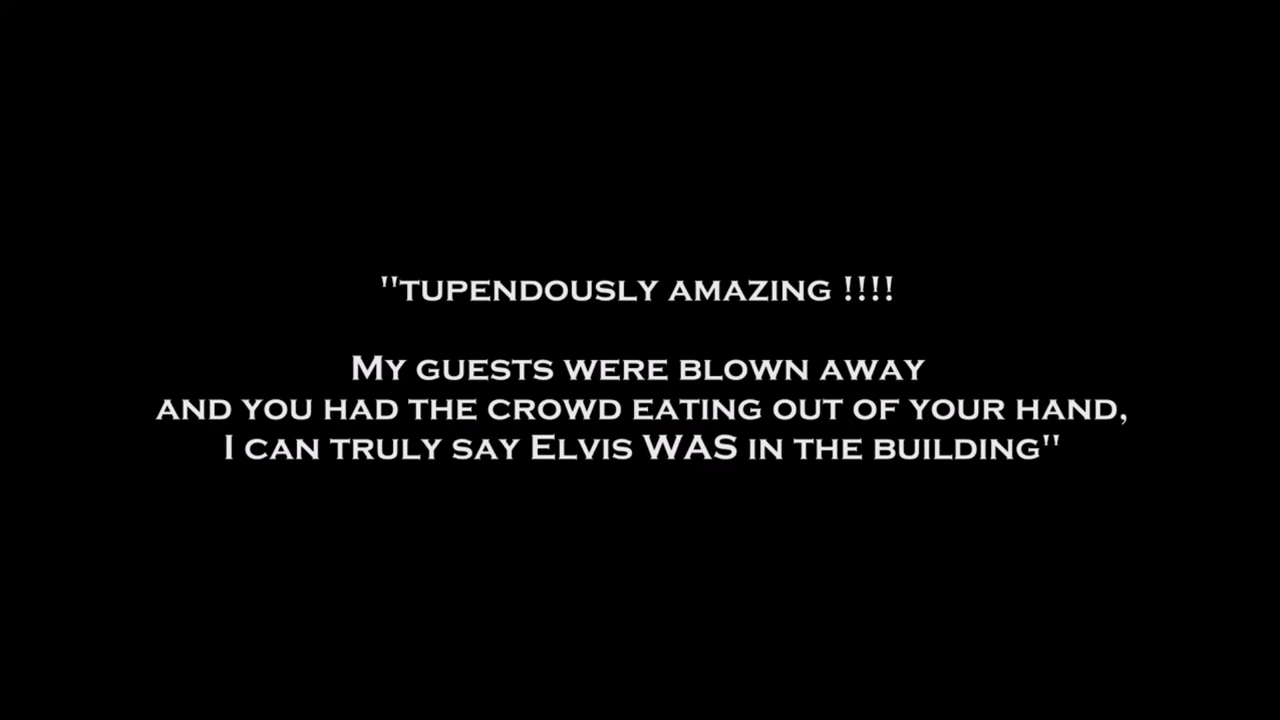 "tupendously amazing !!!!
My guests were blown away
and you had the crowd eating out of your hand,
I can truly say Elvis WAS in the building"